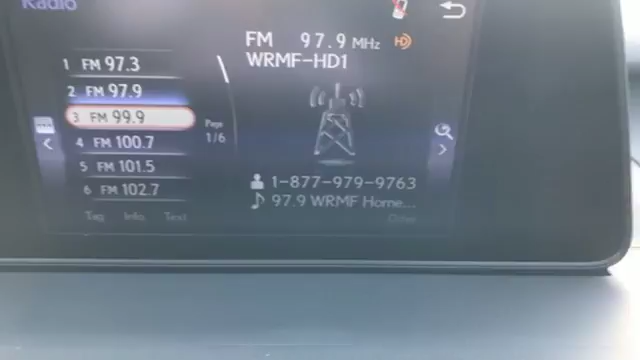 Radio
FM 97.9 MHz HD
WRMF-HD1
1 FM 97.3
2 FM 97.9
3 FM 99.9
4 FM 100.7
5 FM 101.5
6 FM 102.7
Page
1/6
1-877-979-9763
97.9 WRMF Home...
Tag Info Text